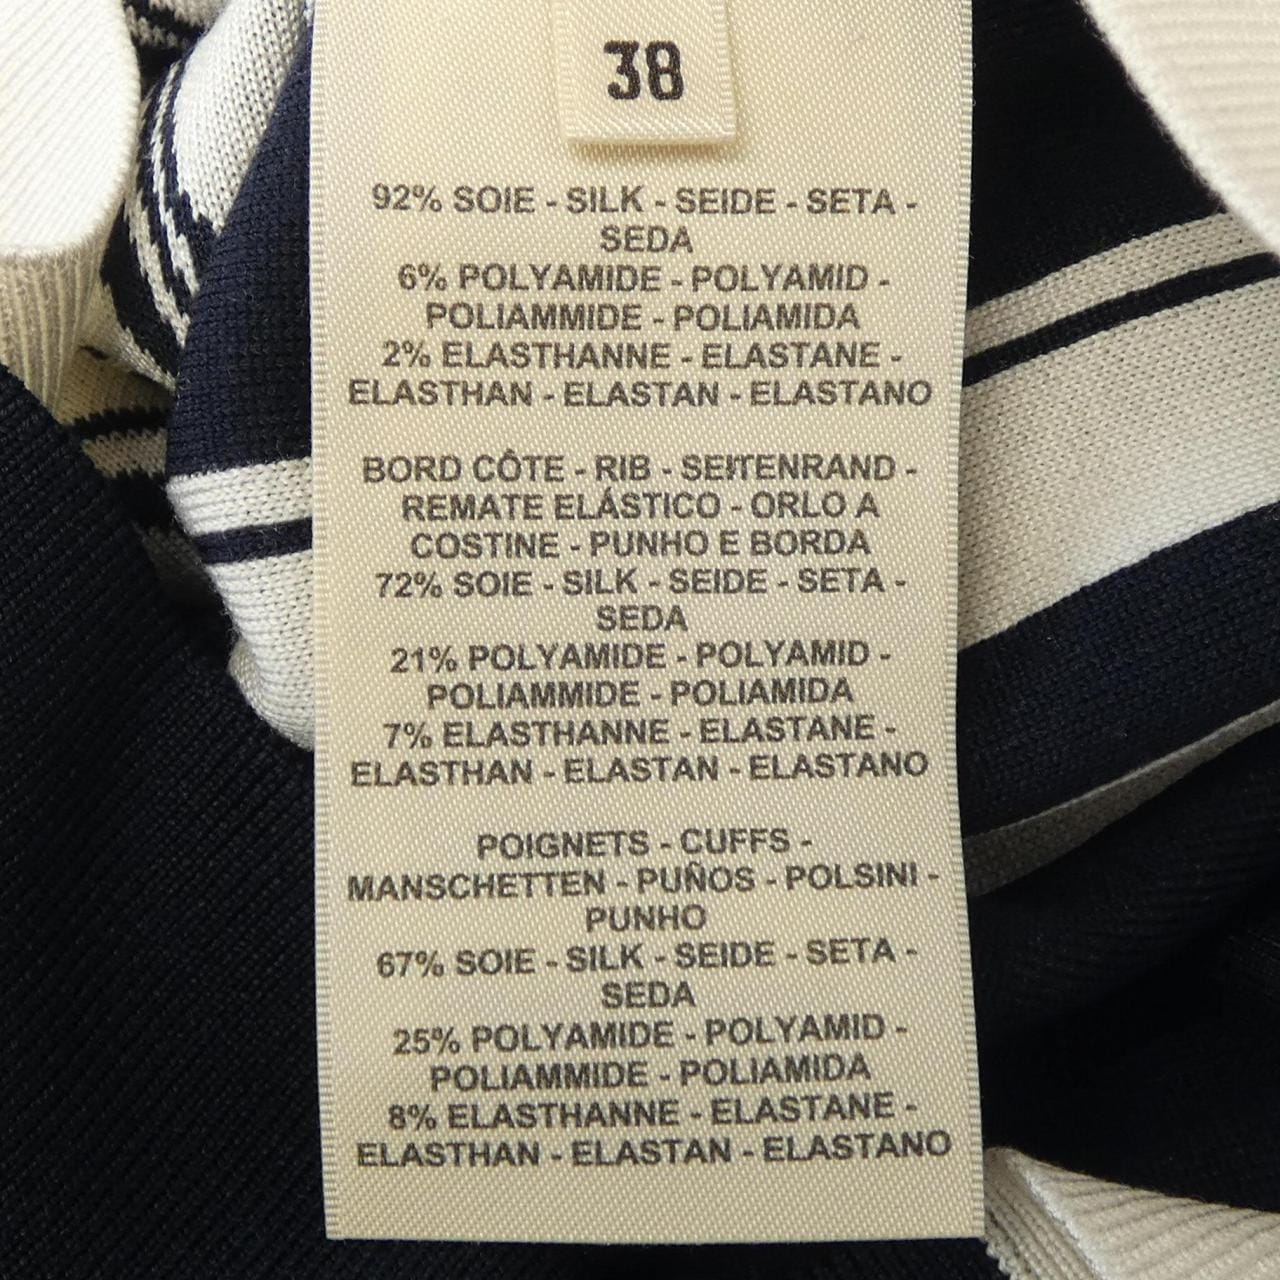 38
92% SOIE - SILK - SEIDE - SETA -
SEDA
6% POLYAMIDE - POLYAMID -
POLIAMMIDE - POLIAMIDA
2% ELASTHANNE - ELASTANE -
ELASTHAN - ELASTAN - ELASTANO
BORD CÔTE - RIB - SEITENRAND -
REMATE ELÁSTICO - ORLO A
COSTINE - PUNHO E BORDA
72% SOIE - SILK - SEIDE - SETA -
SEDA
21% POLYAMIDE - POLYAMID -
POLIAMMIDE - POLIAMIDA
7% ELASTHANNE - ELASTANE -
ELASTHAN - ELASTAN - ELASTANO
POIGNETS - CUFFS -
MANSCHETTEN - PUÑOS - POLSINI -
PUNHO
67% SOIE - SILK - SEIDE - SETA -
SEDA
25% POLYAMIDE - POLYAMID -
POLIAMMIDE - POLIAMIDA
8% ELASTHANNE - ELASTANE -
ELASTHAN - ELASTAN - ELASTANO